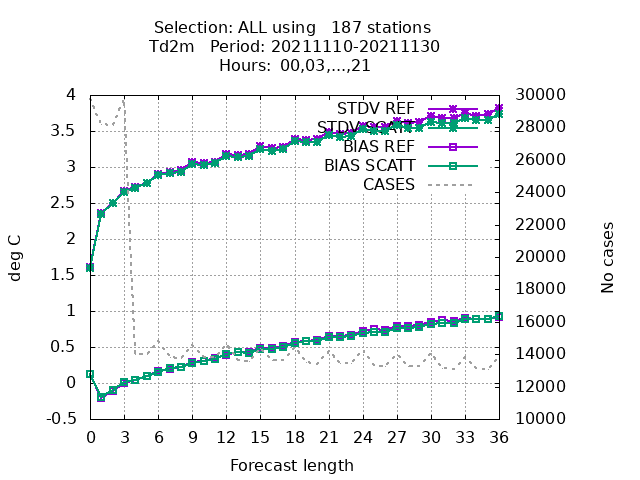 Selection: ALL using   187 stations
Td2m   Period: 20211110-20211130
Hours: 00,03,...,21
4
3.5
3
2.5
2
1.5
1
0.5
0
-0.5
deg C
STDV REF
STDV SCATT
BIAS REF
BIAS SCATT
CASES
30000
28000
26000
24000
22000
20000
18000
16000
14000
12000
10000
No cases
0 3 6 9 12 15 18 21 24 27 30 33 36
Forecast length